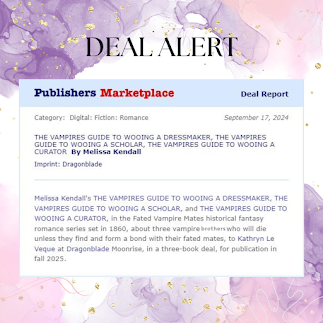 DEAL ALERT
Publishers Marketplace
Deal Report
Category: Digital: Fiction: Romance
September 17, 2024
THE VAMPIRES GUIDE TO WOOING A DRESSMAKER, THE VAMPIRES
GUIDE TO WOOING A SCHOLAR, THE VAMPIRES GUIDE TO WOOING A
CURATOR By Melissa Kendall
Imprint: Dragonblade
Melissa Kendall's THE VAMPIRES GUIDE TO WOOING A DRESSMAKER, THE
VAMPIRES GUIDE TO WOOING A SCHOLAR, and THE VAMPIRES GUIDE TO
WOOING A CURATOR, in the Fated Vampire Mates historical fantasy
romance series set in 1860, about three vampire brothers who will die
unless they find and form a bond with their fated mates, to Kathryn Le
Veque at Dragonblade Moonrise, in a three-book deal, for publication in
fall 2025.